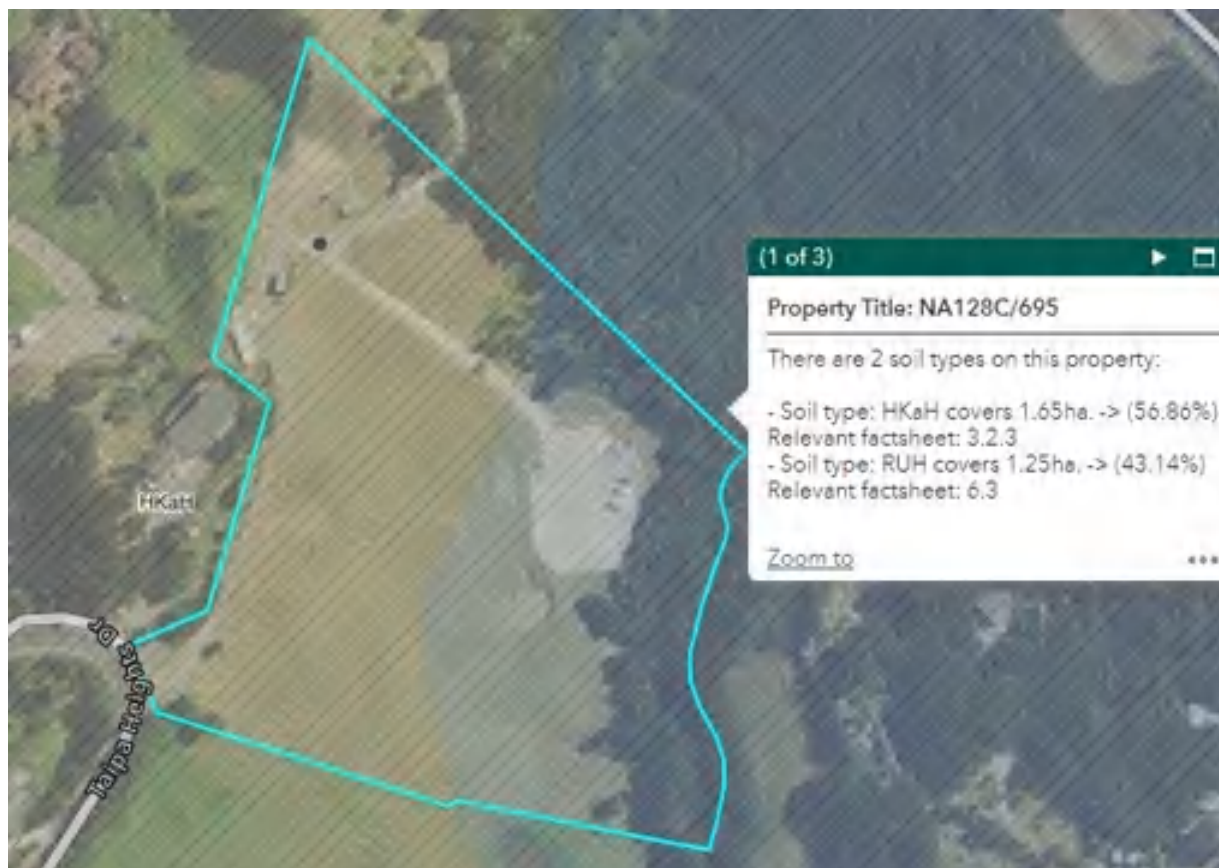 (1 of 3)
Property Title: NA128C/695
There are 2 soil types on this property:
- Soil type: HKaH covers 1.65ha. -> (56.86%)
Relevant factsheet: 3.2.3
- Soil type: RUH covers 1.25ha. -> (43.14%)
Relevant factsheet: 6.3
Zoom to
HKaH
Taipa Heights Dr